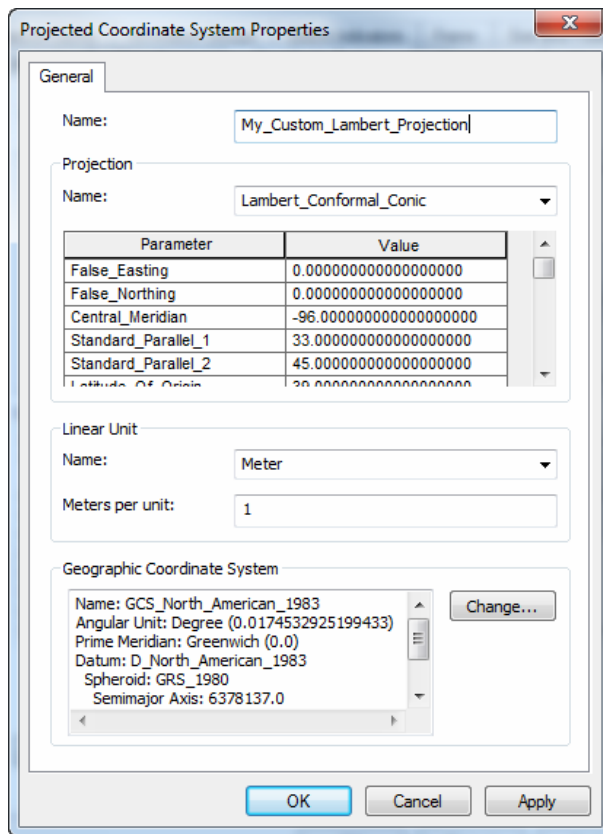 Projected Coordinate System Properties
General
Name: My_Custom_Lambert_Projection
Projection
Name: Lambert_Conformal_Conic
Parameter Value
False_Easting 0.000000000000000000
False_Northing 0.000000000000000000
Central_Meridian -96.000000000000000000
Standard_Parallel_1 33.000000000000000000
Standard_Parallel_2 45.000000000000000000
Latitude_Of_Origin 39.000000000000000000
Linear Unit
Name: Meter
Meters per unit: 1
Geographic Coordinate System
Name: GCS_North_American_1983
Angular Unit: Degree (0.0174532925199433)
Prime Meridian: Greenwich (0.0)
Datum: D_North_American_1983
Spheroid: GRS_1980
Semimajor Axis: 6378137.0
Change...
OK Cancel Apply